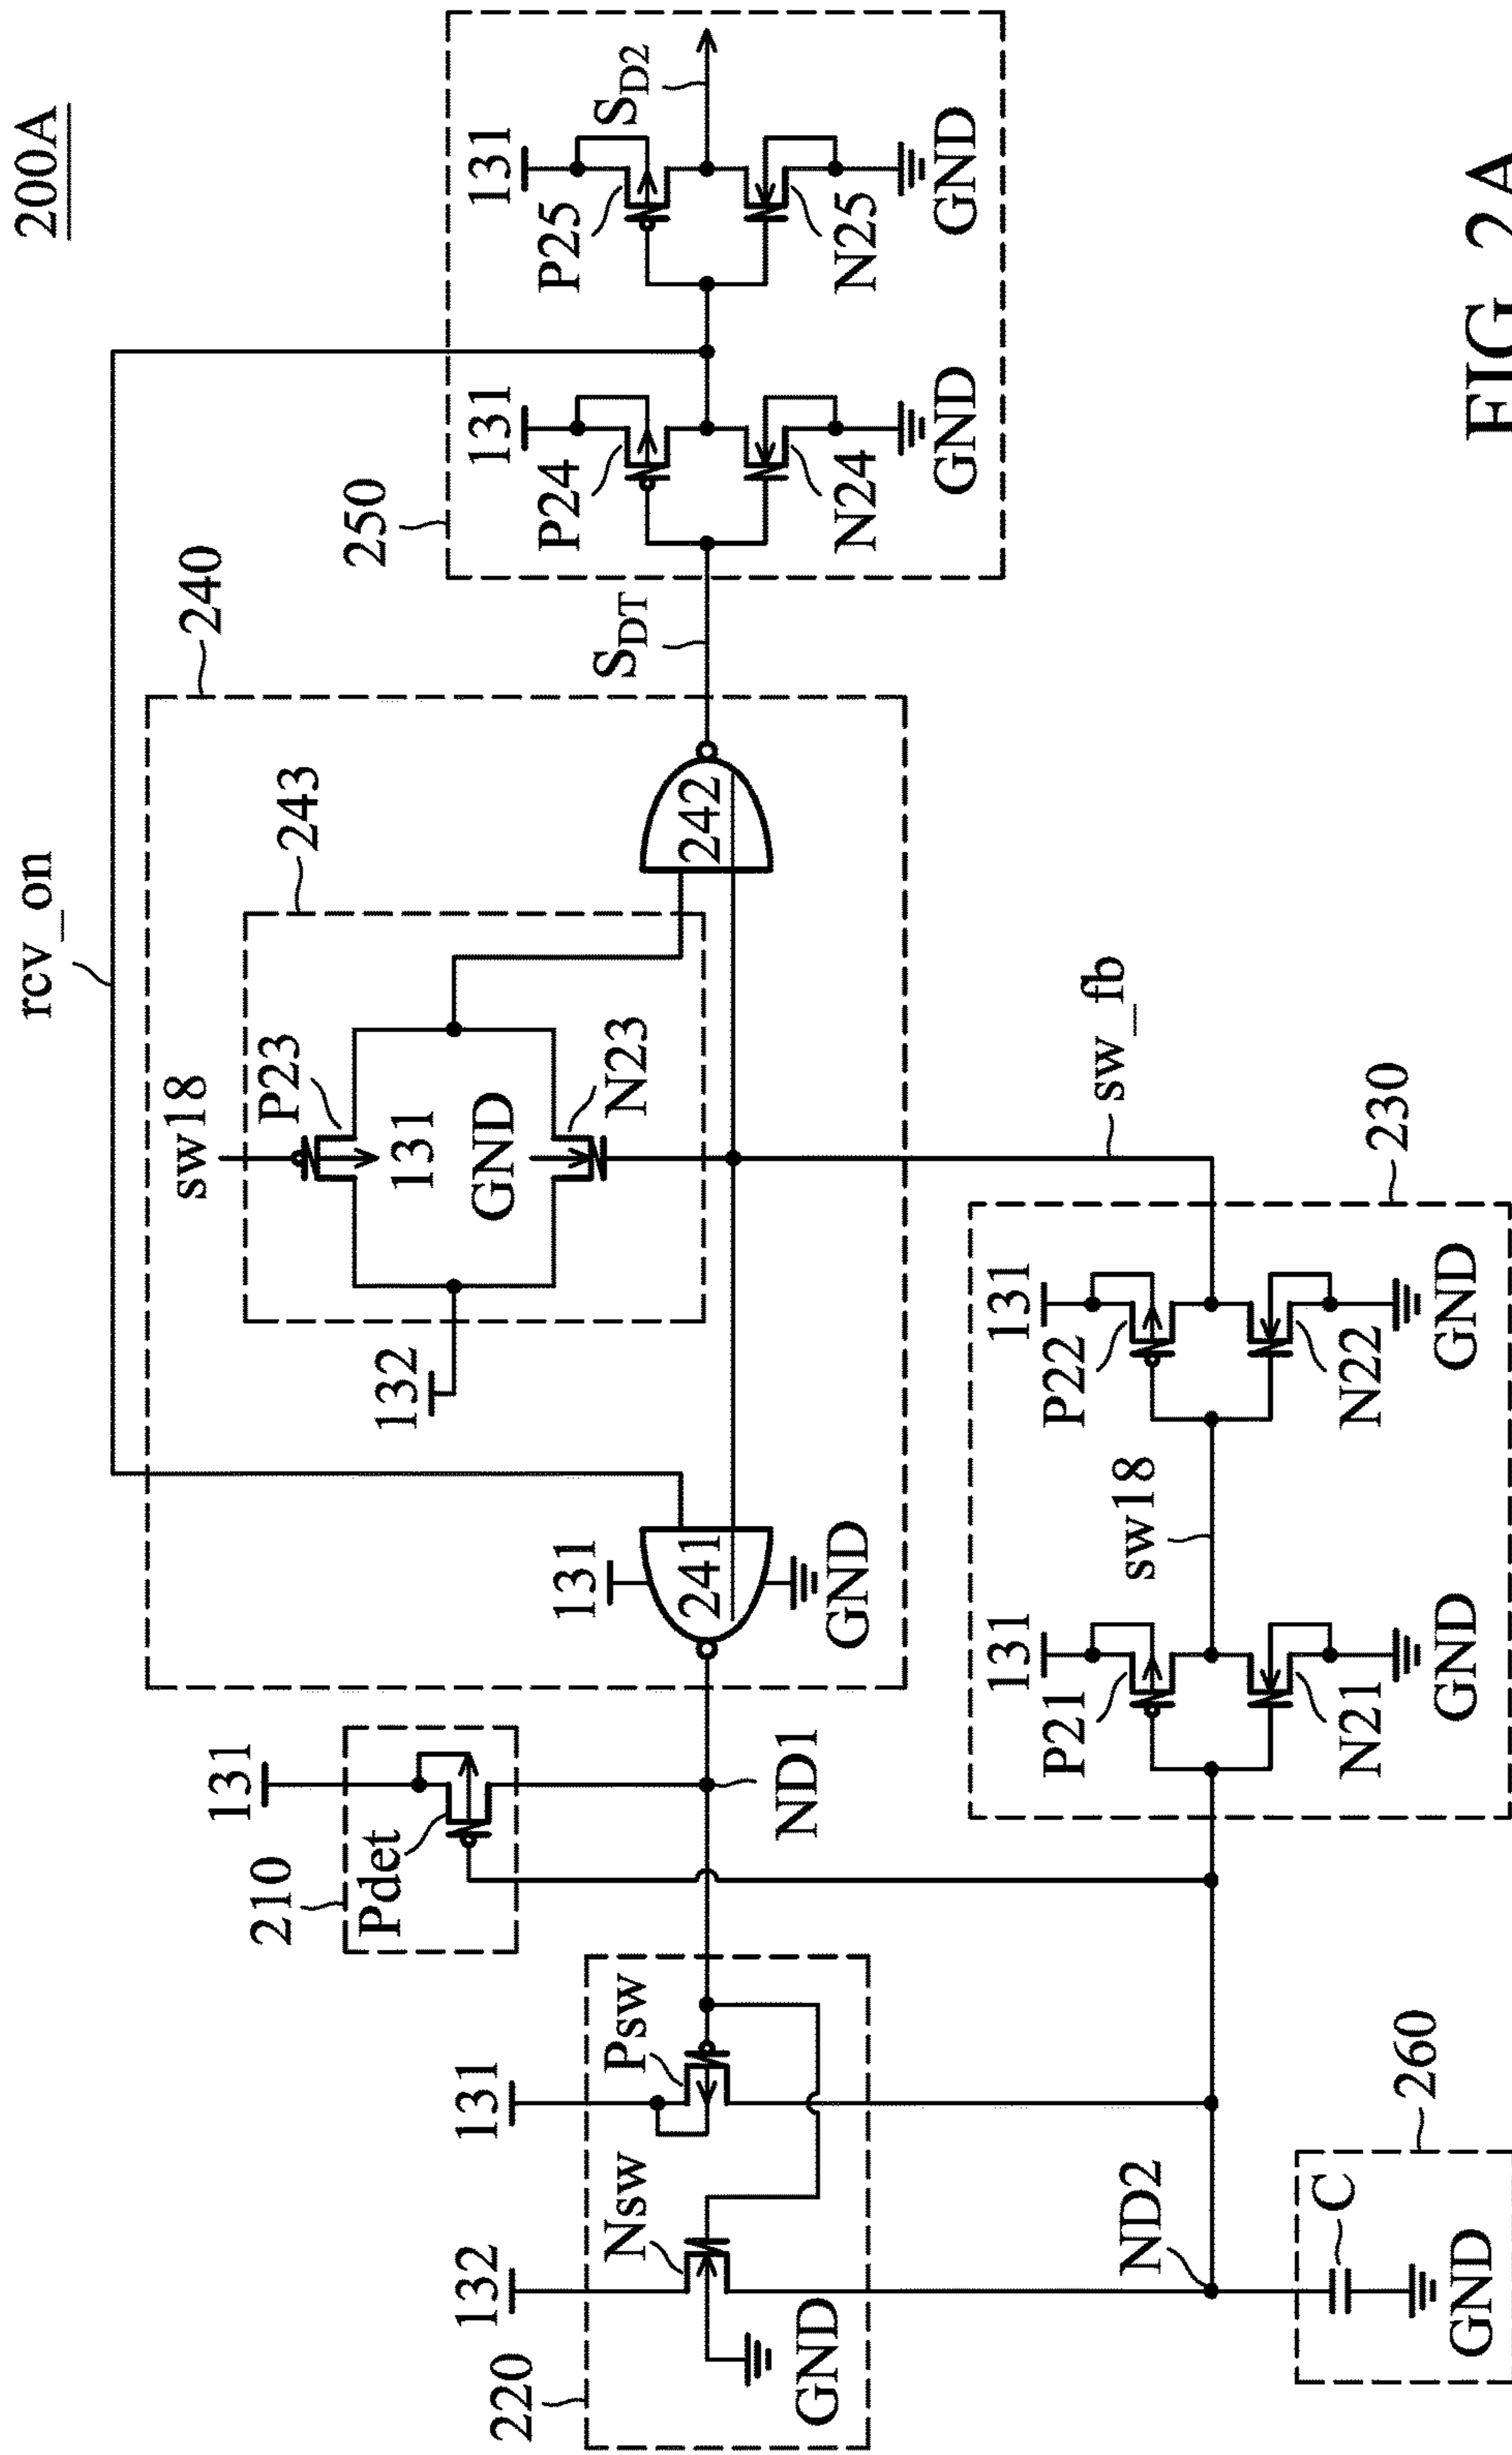 200A
rcv_on
240
243
sw18
P23
131
GND
N23
132
241
131
GND
242
S_DT
250
131
P24
N24
GND
131
P25
N25
GND
S_D2
210
131
Pdet
ND1
220
132
Nsw
131
Psw
GND
ND2
260
C
GND
230
131
P21
N21
GND
sw18
131
P22
N22
GND
sw_fb
FIG. 2A